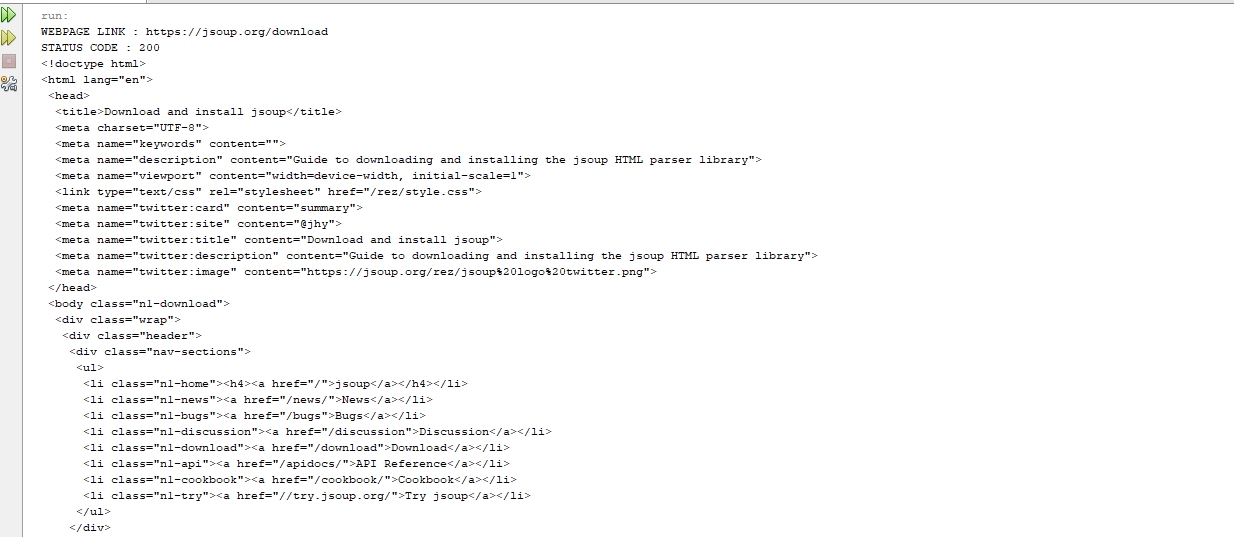 run:
WEBPAGE LINK : https://jsoup.org/download
STATUS CODE : 200
<!doctype html>
<html lang="en">
 <head>
  <title>Download and install jsoup</title>
  <meta charset="UTF-8">
  <meta name="keywords" content="">
  <meta name="description" content="Guide to downloading and installing the jsoup HTML parser library">
  <meta name="viewport" content="width=device-width, initial-scale=1">
  <link type="text/css" rel="stylesheet" href="/rez/style.css">
  <meta name="twitter:card" content="summary">
  <meta name="twitter:site" content="@jhy">
  <meta name="twitter:title" content="Download and install jsoup">
  <meta name="twitter:description" content="Guide to downloading and installing the jsoup HTML parser library">
  <meta name="twitter:image" content="https://jsoup.org/rez/jsoup%20logo%20twitter.png">
 </head>
 <body class="n1-download">
  <div class="wrap">
   <div class="header">
    <div class="nav-sections">
     <ul>
      <li class="n1-home"><h4><a href="/">jsoup</a></h4></li>
      <li class="n1-news"><a href="/news/">News</a></li>
      <li class="n1-bugs"><a href="/bugs">Bugs</a></li>
      <li class="n1-discussion"><a href="/discussion">Discussion</a></li>
      <li class="n1-download"><a href="/download">Download</a></li>
      <li class="n1-api"><a href="/apidocs/">API Reference</a></li>
      <li class="n1-cookbook"><a href="/cookbook/">Cookbook</a></li>
      <li class="n1-try"><a href="//try.jsoup.org/">Try jsoup</a></li>
     </ul>
    </div>